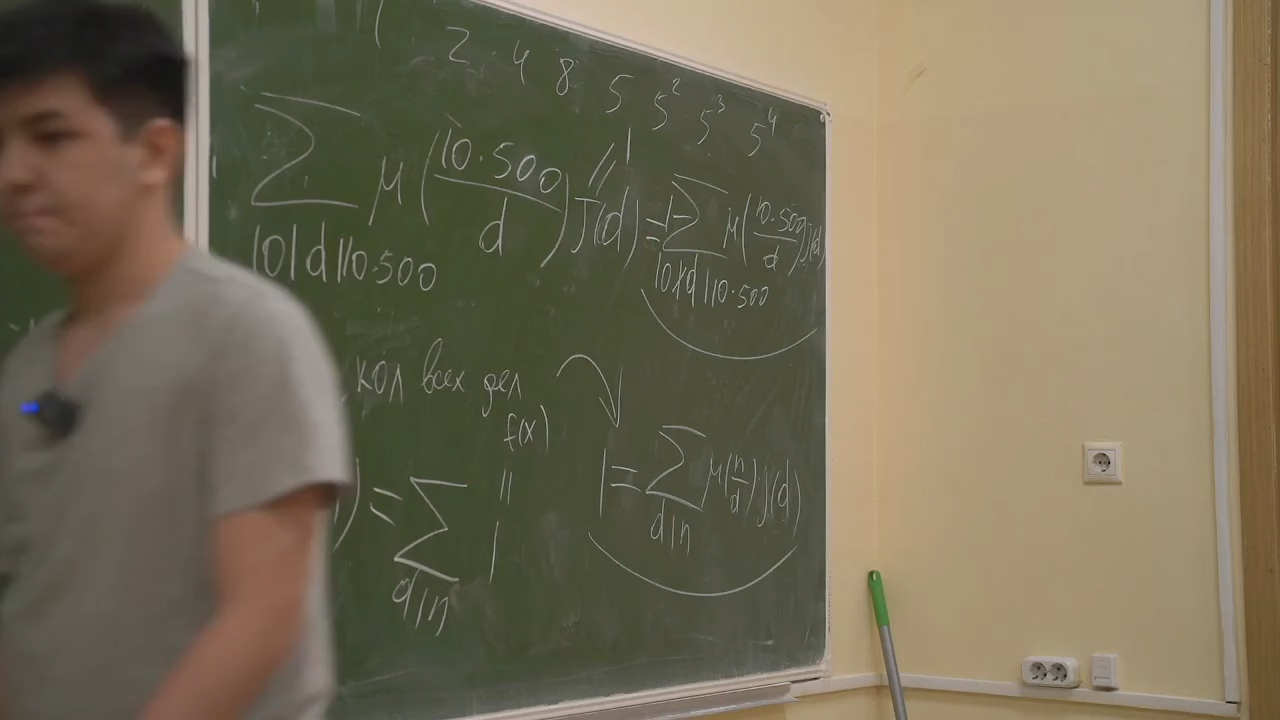 2 4 8 5 5² 5³ 5⁴
∑ μ(10·500/d) j(d) = 1 - ∑ μ(10·500/d) j(d)
10|d|10·500 10∤d|10·500
кол всех дел
f(x)
) = ∑ 1 1 = ∑ μ(n/d) j(d)
d|n d|n